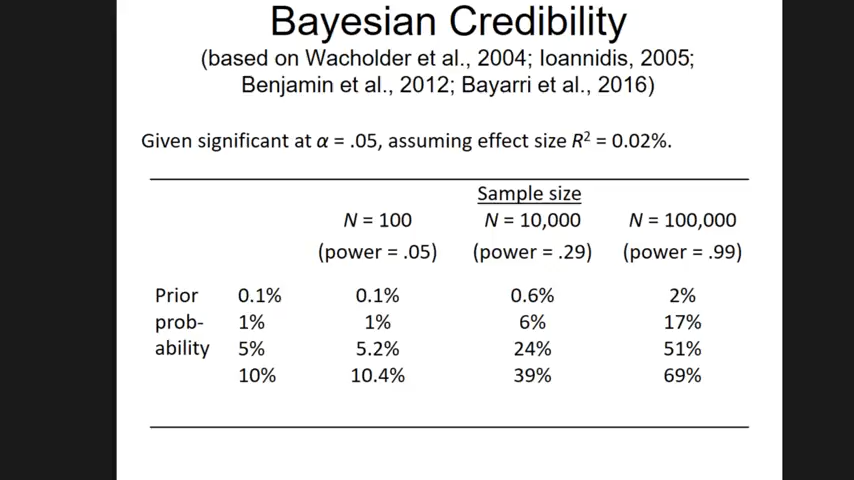 Bayesian Credibility
(based on Wacholder et al., 2004; Ioannidis, 2005;
Benjamin et al., 2012; Bayarri et al., 2016)
Given significant at α = .05, assuming effect size R² = 0.02%.
Sample size
N = 100 N = 10,000 N = 100,000
(power = .05) (power = .29) (power = .99)
Prior 0.1% 0.1% 0.6% 2%
prob- 1% 1% 6% 17%
ability 5% 5.2% 24% 51%
10% 10.4% 39% 69%